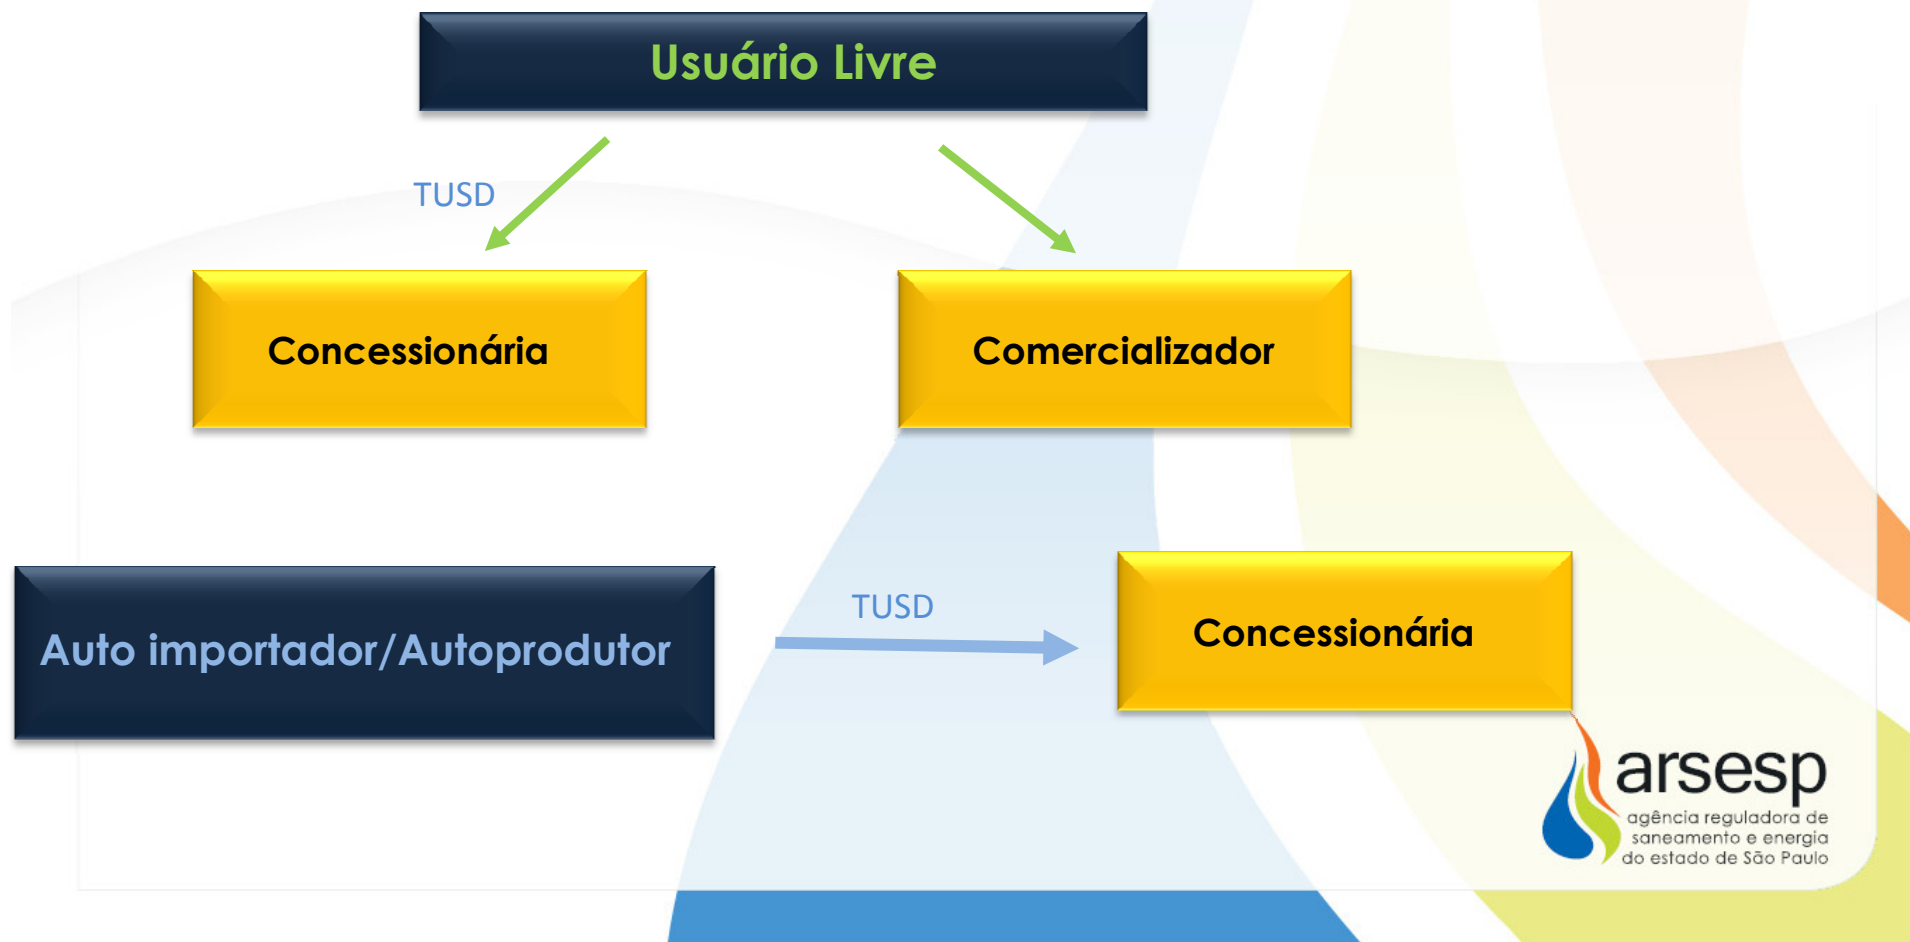 Usuário Livre
TUSD
Concessionária
Comercializador
Auto importador/Autoprodutor
TUSD
Concessionária
arsesp
agência reguladora de
saneamento e energia
do estado de São Paulo